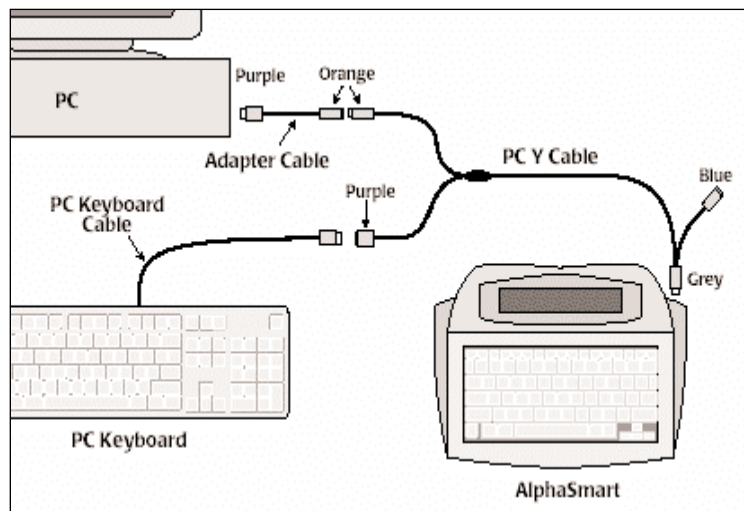 Purple
Orange
PC
Adapter Cable
PC Y Cable
Blue
PC Keyboard
Cable
Purple
Grey
PC Keyboard
AlphaSmart